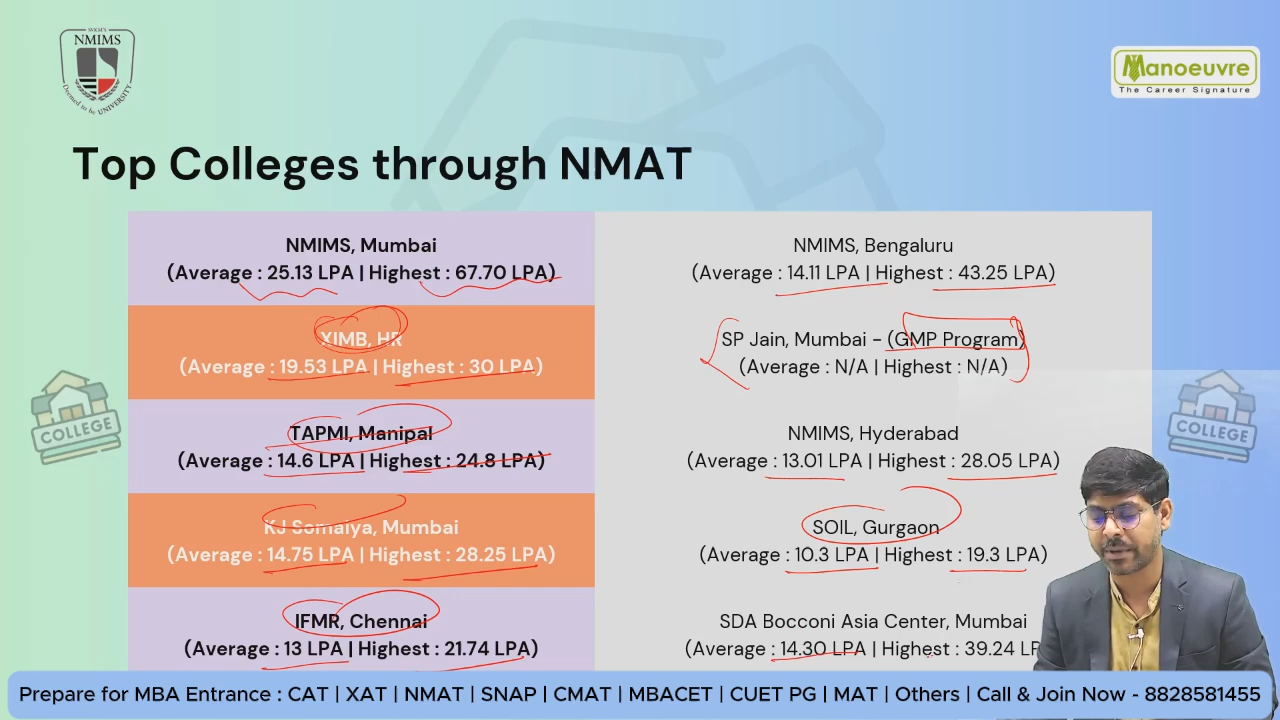 SVKM'S
NMIMS
Deemed to be UNIVERSITY
Manoeuvre
The Career Signature
Top Colleges through NMAT
NMIMS, Mumbai
(Average : 25.13 LPA | Highest : 67.70 LPA)
XIMB, HR
(Average : 19.53 LPA | Highest : 30 LPA)
TAPMI, Manipal
(Average : 14.6 LPA | Highest : 24.8 LPA)
KJ Somaiya, Mumbai
(Average : 14.75 LPA | Highest : 28.25 LPA)
IFMR, Chennai
(Average : 13 LPA | Highest : 21.74 LPA)
NMIMS, Bengaluru
(Average : 14.11 LPA | Highest : 43.25 LPA)
SP Jain, Mumbai - (GMP Program)
(Average : N/A | Highest : N/A)
NMIMS, Hyderabad
(Average : 13.01 LPA | Highest : 28.05 LPA)
SOIL, Gurgaon
(Average : 10.3 LPA | Highest : 19.3 LPA)
SDA Bocconi Asia Center, Mumbai
(Average : 14.30 LPA | Highest : 39.24 LP
COLLEGE
COLLEGE
Prepare for MBA Entrance : CAT | XAT | NMAT | SNAP | CMAT | MBACET | CUET PG | MAT | Others | Call & Join Now - 8828581455